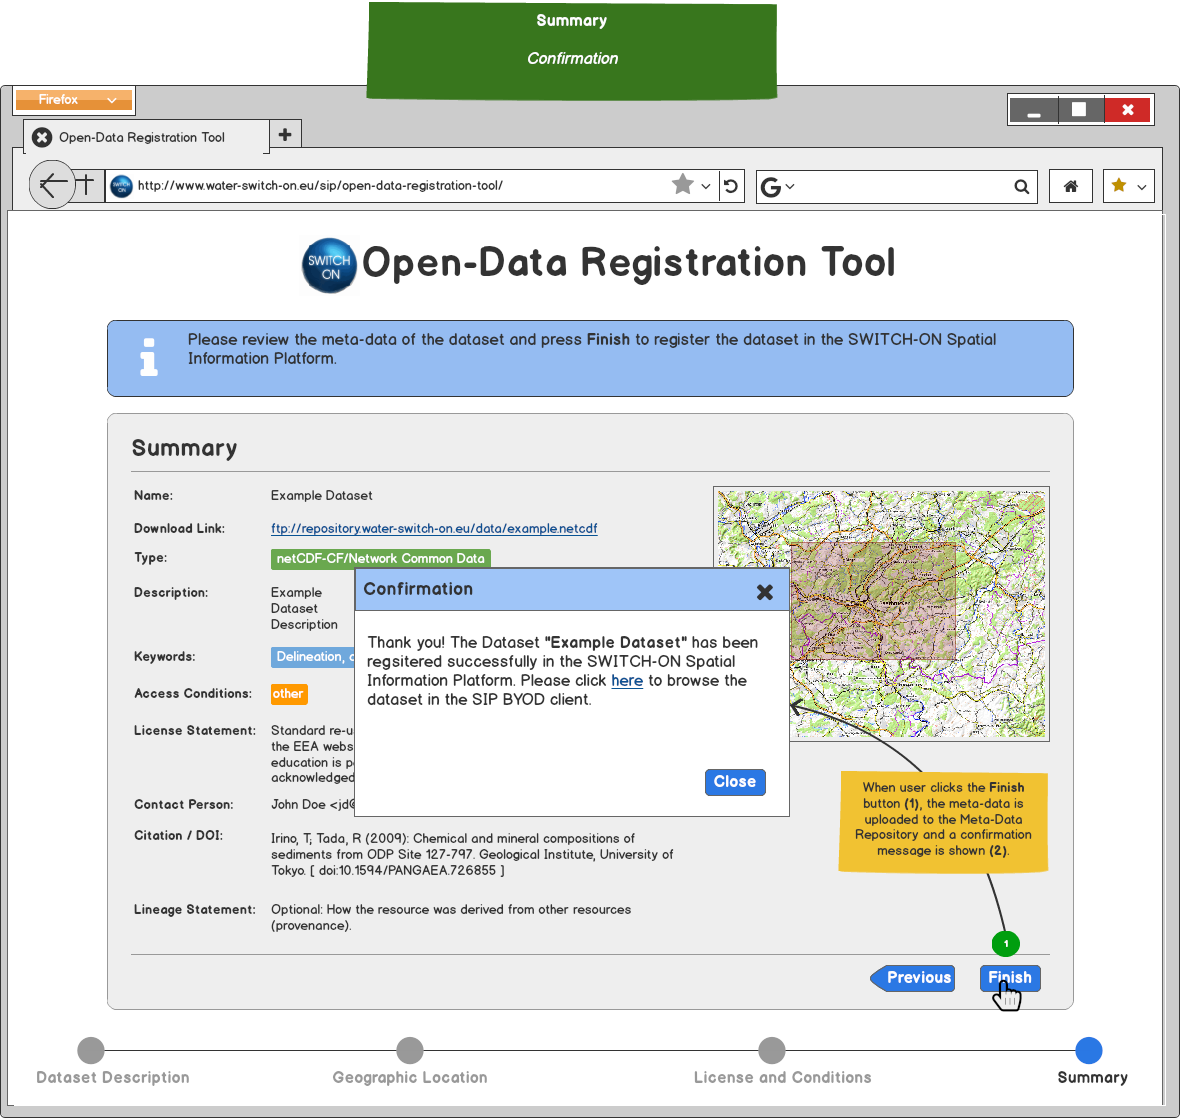 Summary
Confirmation
Firefox
Open-Data Registration Tool
http://www.water-switch-on.eu/sip/open-data-registration-tool/
SWITCH
ON
Open-Data Registration Tool
Please review the meta-data of the dataset and press Finish to register the dataset in the SWITCH-ON Spatial
Information Platform.
Summary
Name: Example Dataset
Download Link: ftp://repository.water-switch-on.eu/data/example.netcdf
Type: netCDF-CF/Network Common Data
Description: Example
Dataset
Description
Keywords: Delineation, c
Access Conditions: other
License Statement: Standard re-u
the EEA webs
education is p
acknowledged
Contact Person: John Doe <jd@
Citation / DOI: Irino, T; Tada, R (2009): Chemical and mineral compositions of
sediments from ODP Site 127-797. Geological Institute, University of
Tokyo. [ doi:10.1594/PANGAEA.726855 ]
Lineage Statement: Optional: How the resource was derived from other resources
(provenance).
Confirmation
Thank you! The Dataset "Example Dataset" has been
regsitered successfully in the SWITCH-ON Spatial
Information Platform. Please click here to browse the
dataset in the SIP BYOD client.
Close
When user clicks the Finish
button (1), the meta-data is
uploaded to the Meta-Data
Repository and a confirmation
message is shown (2).
1
Previous
Finish
Dataset Description
Geographic Location
License and Conditions
Summary